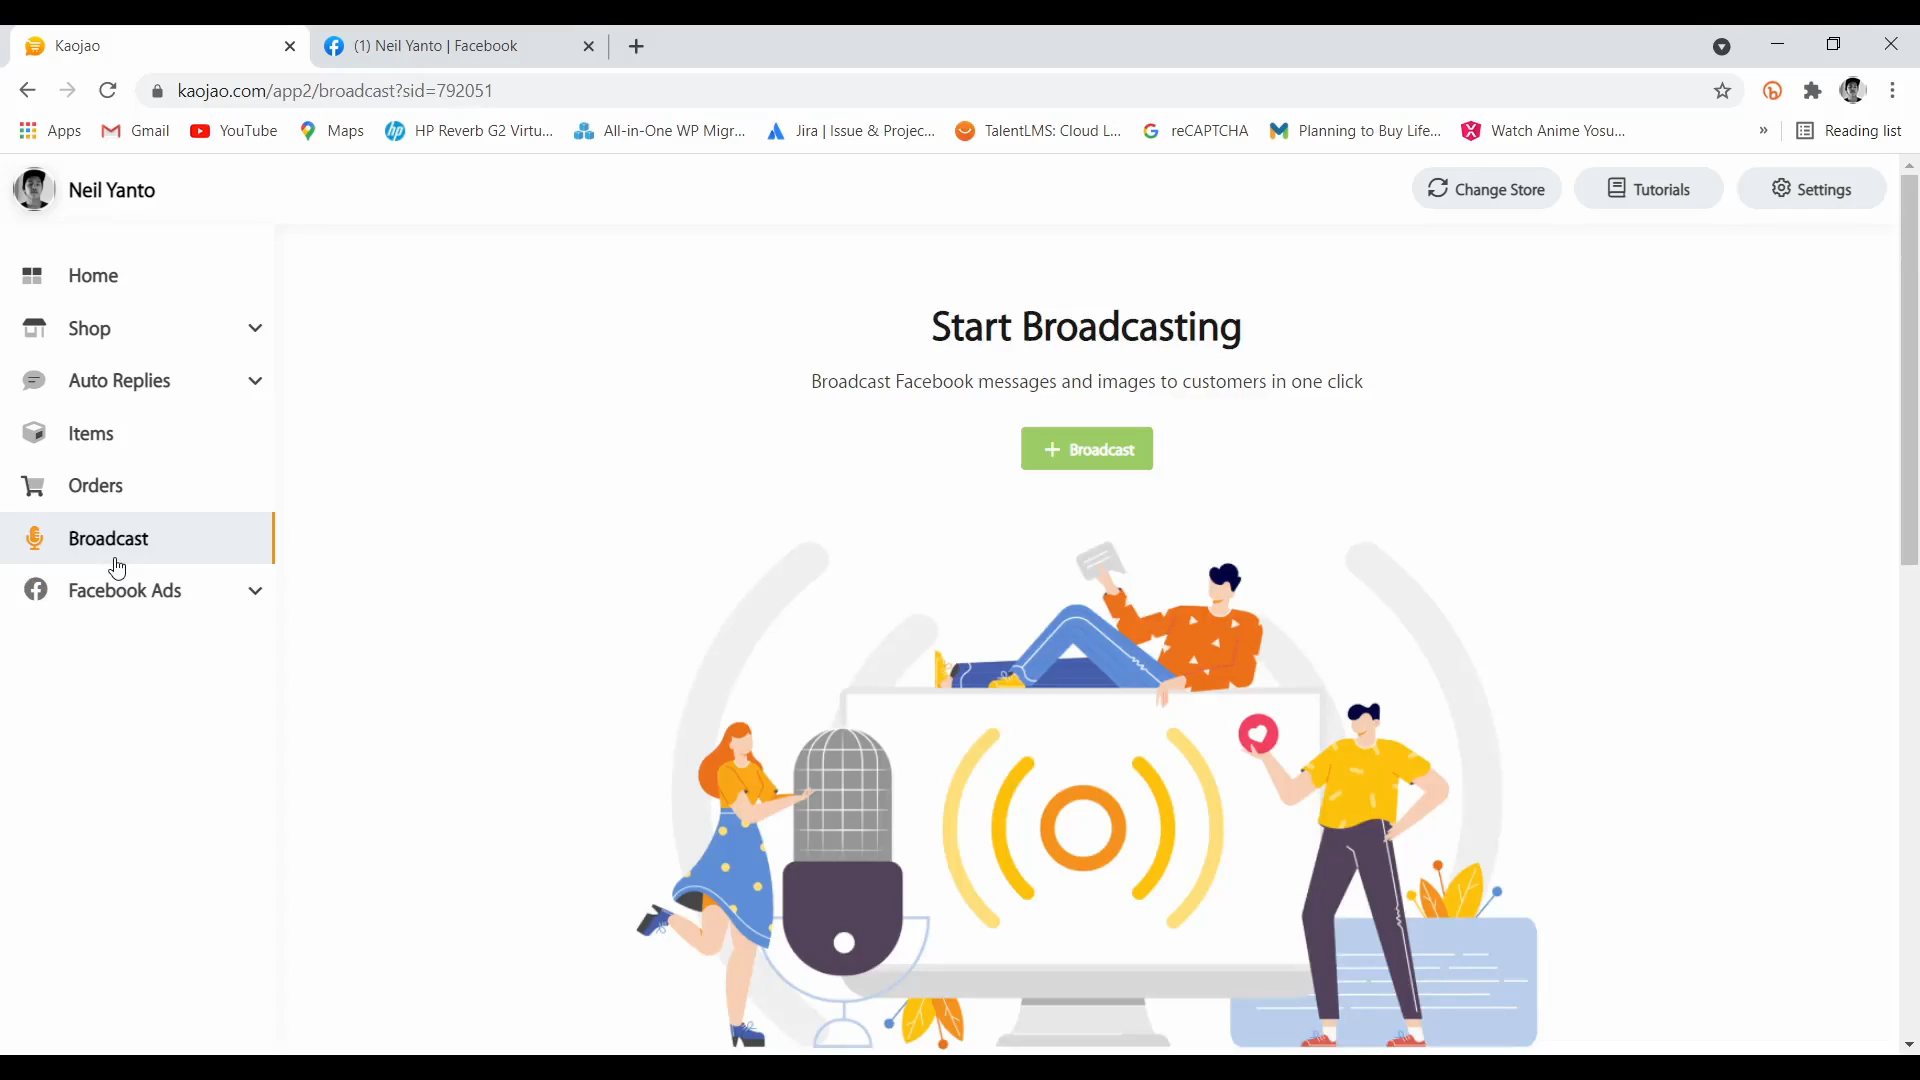 Kaojao
(1) Neil Yanto | Facebook
kaojao.com/app2/broadcast?sid=792051
Apps
Gmail
YouTube
Maps
HP Reverb G2 Virtu...
All-in-One WP Migr...
Jira | Issue & Projec...
TalentLMS: Cloud L...
reCAPTCHA
Planning to Buy Life...
Watch Anime Yosu...
»
Reading list
Neil Yanto
Change Store
Tutorials
Settings
Home
Shop
Auto Replies
Items
Orders
Broadcast
Facebook Ads
Start Broadcasting
Broadcast Facebook messages and images to customers in one click
+ Broadcast